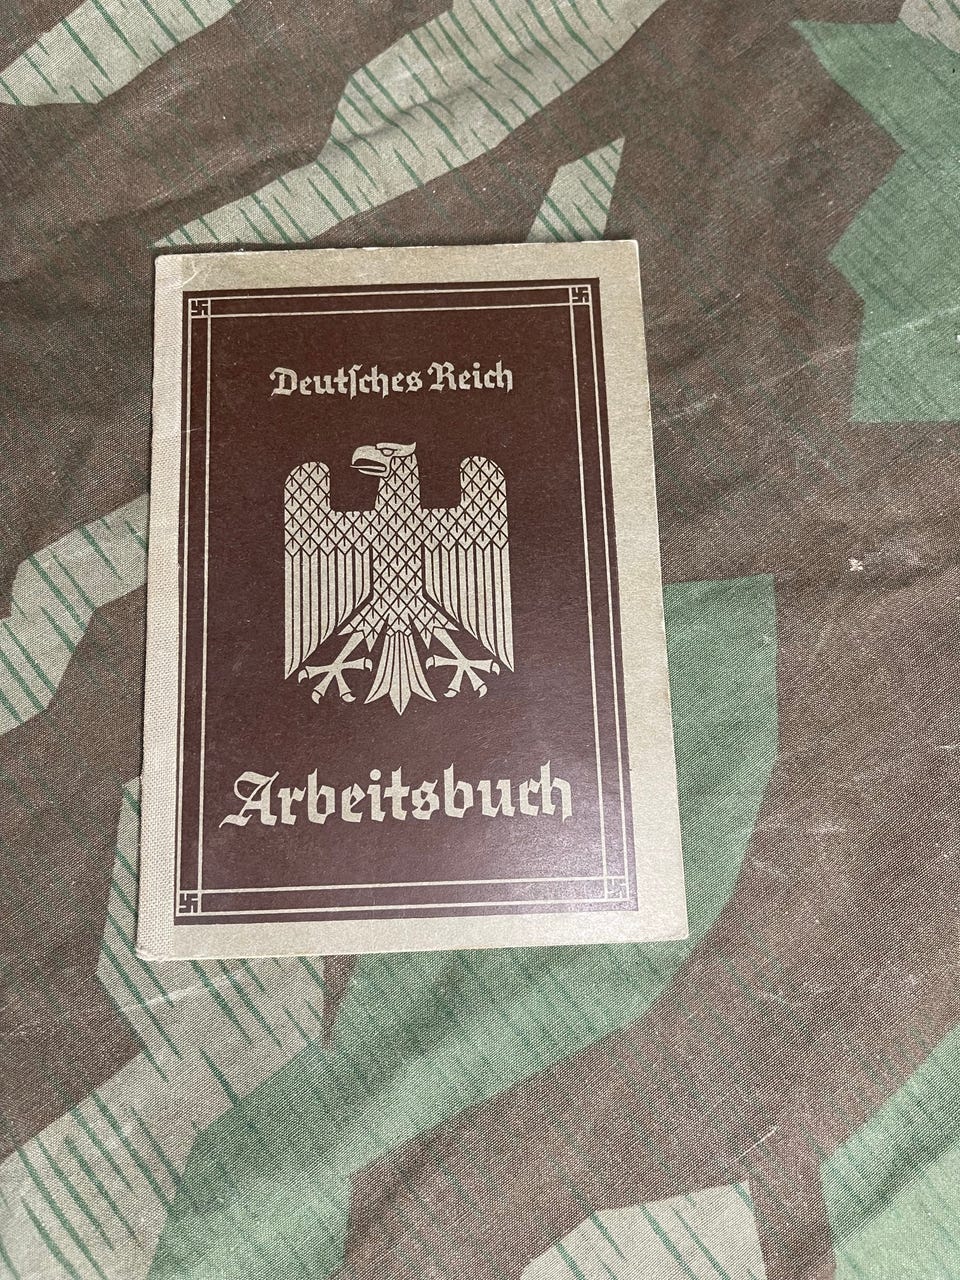 Deutſches Reich
Arbeitsbuch